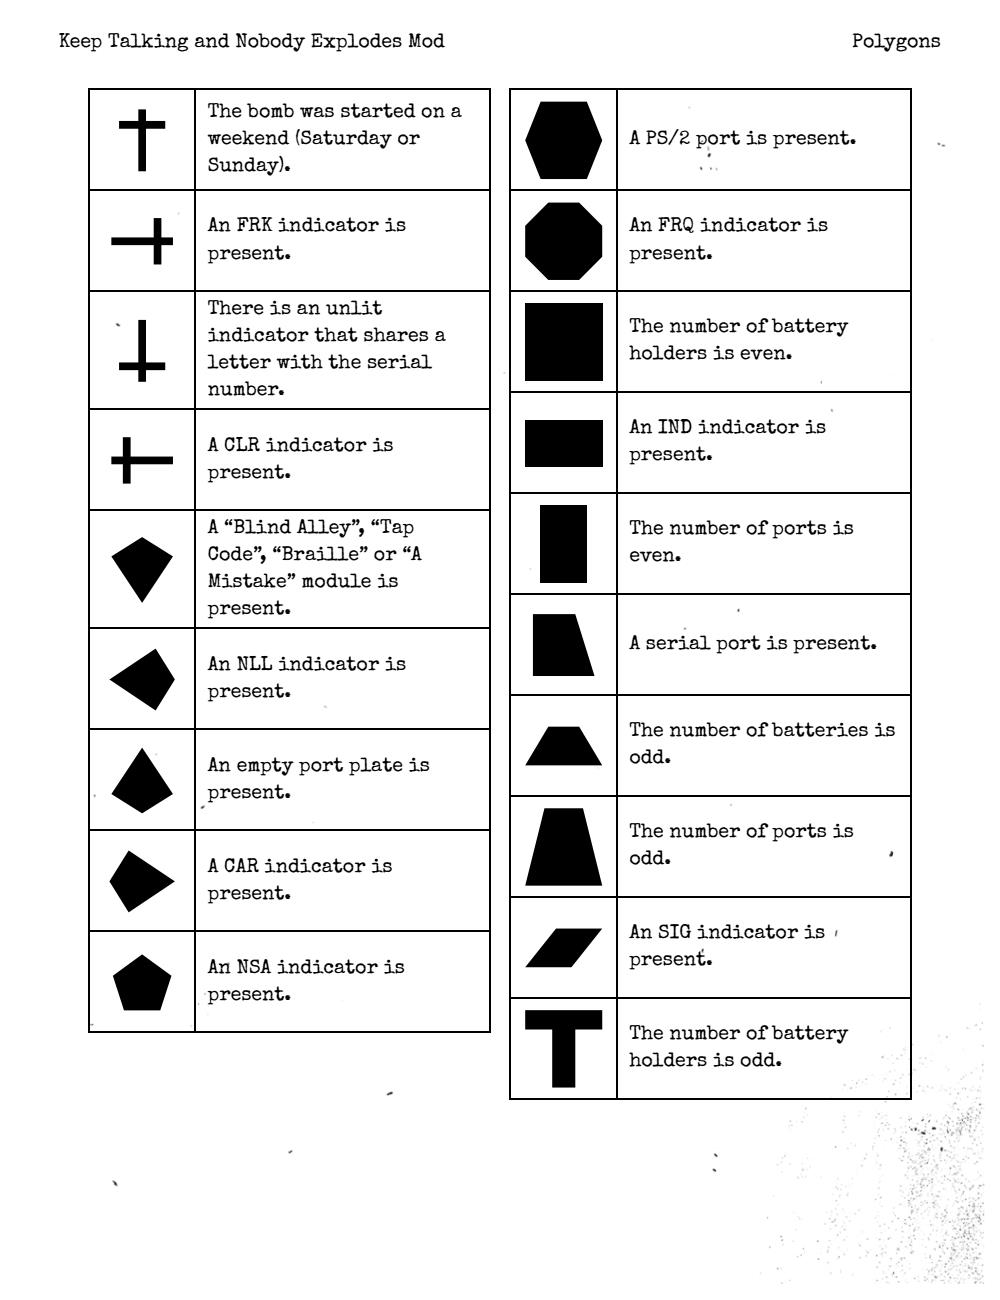 Keep Talking and Nobody Explodes Mod
Polygons
The bomb was started on a
weekend (Saturday or
Sunday).
An FRK indicator is
present.
There is an unlit
indicator that shares a
letter with the serial
number.
A CLR indicator is
present.
A “Blind Alley”, “Tap
Code”, “Braille” or “A
Mistake” module is
present.
An NLL indicator is
present.
An empty port plate is
present.
A CAR indicator is
present.
An NSA indicator is
present.
A PS/2 port is present.
An FRQ indicator is
present.
The number of battery
holders is even.
An IND indicator is
present.
The number of ports is
even.
A serial port is present.
The number of batteries is
odd.
The number of ports is
odd.
An SIG indicator is
present.
The number of battery
holders is odd.